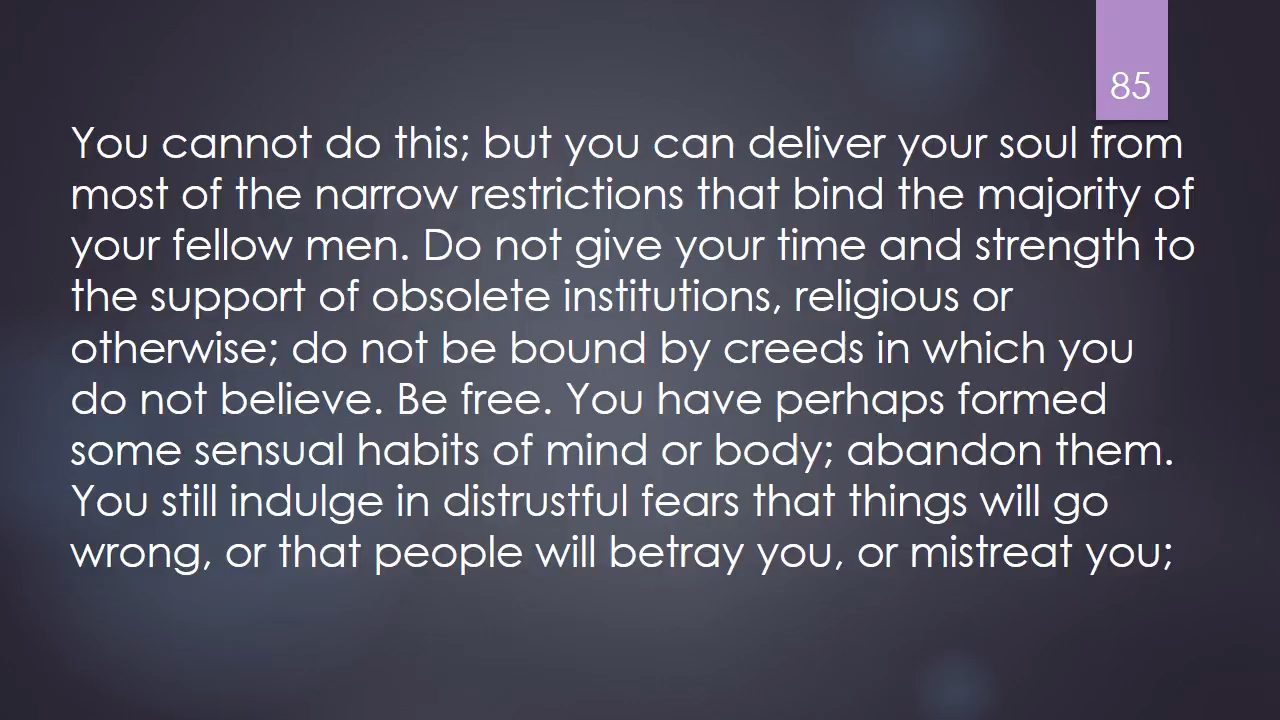 85
You cannot do this; but you can deliver your soul from
most of the narrow restrictions that bind the majority of
your fellow men. Do not give your time and strength to
the support of obsolete institutions, religious or
otherwise; do not be bound by creeds in which you
do not believe. Be free. You have perhaps formed
some sensual habits of mind or body; abandon them.
You still indulge in distrustful fears that things will go
wrong, or that people will betray you, or mistreat you;